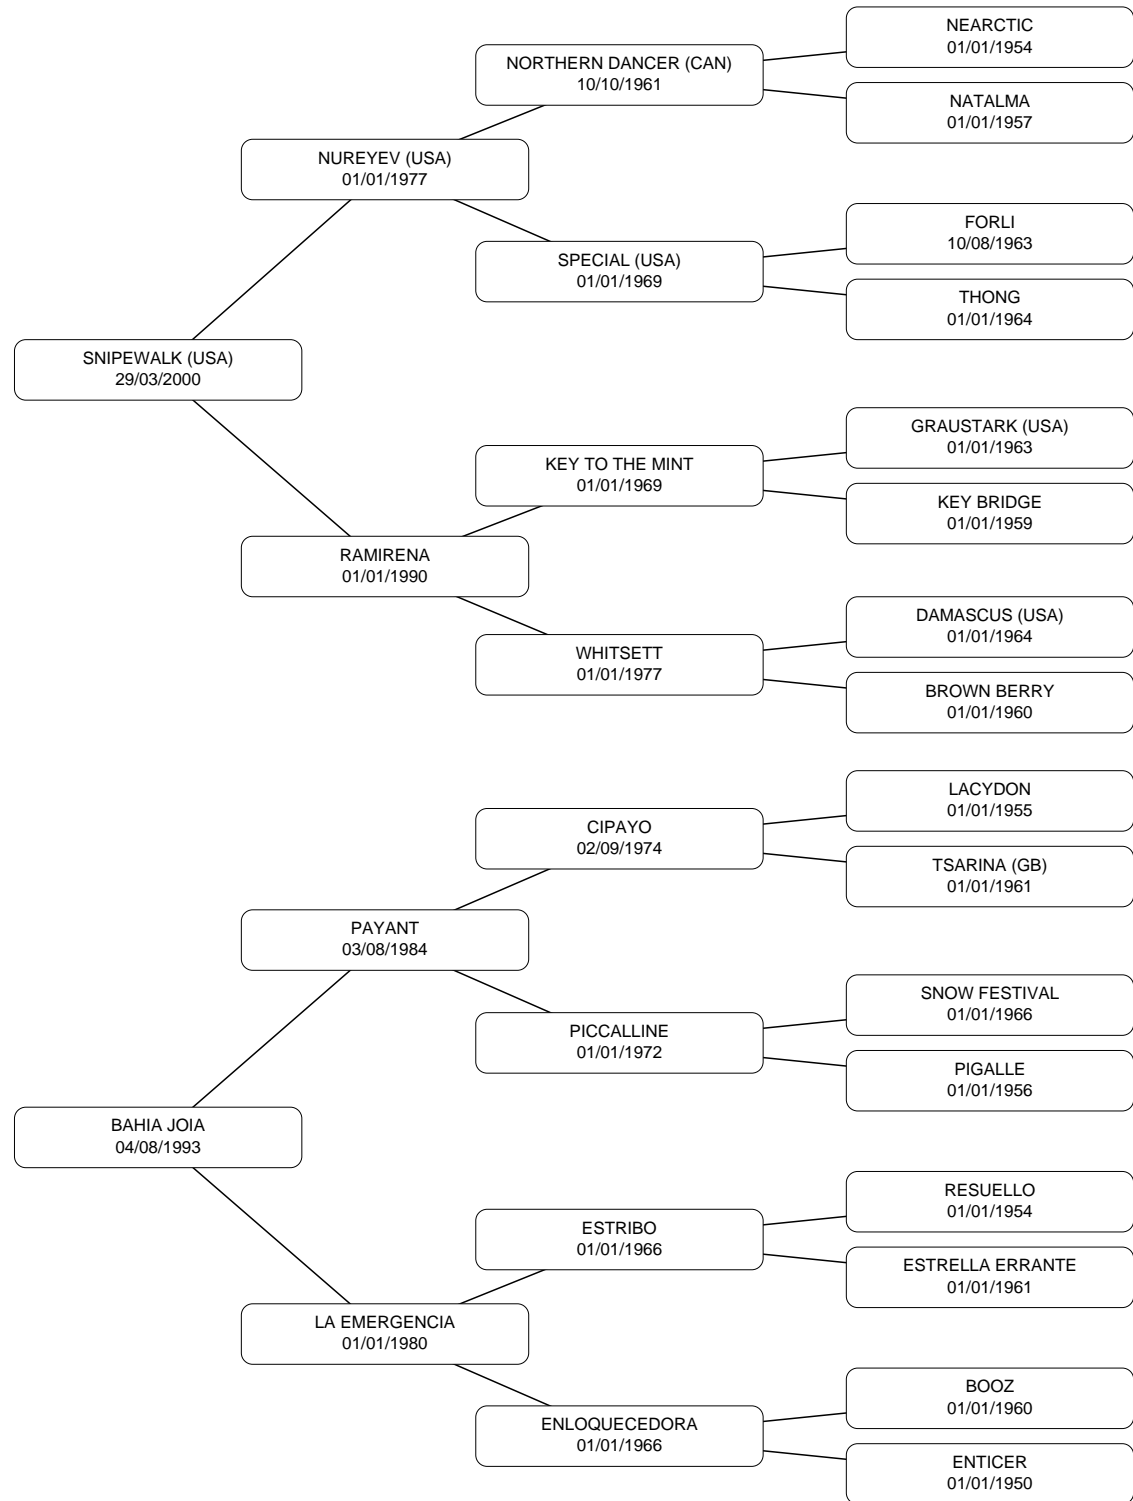 NEARCTIC
01/01/1954
NORTHERN DANCER (CAN)
10/10/1961
NATALMA
01/01/1957
NUREYEV (USA)
01/01/1977
FORLI
10/08/1963
SPECIAL (USA)
01/01/1969
THONG
01/01/1964
SNIPEWALK (USA)
29/03/2000
GRAUSTARK (USA)
01/01/1963
KEY TO THE MINT
01/01/1969
KEY BRIDGE
01/01/1959
RAMIRENA
01/01/1990
DAMASCUS (USA)
01/01/1964
WHITSETT
01/01/1977
BROWN BERRY
01/01/1960
LACYDON
01/01/1955
CIPAYO
02/09/1974
TSARINA (GB)
01/01/1961
PAYANT
03/08/1984
SNOW FESTIVAL
01/01/1966
PICCALLINE
01/01/1972
PIGALLE
01/01/1956
BAHIA JOIA
04/08/1993
RESUELLO
01/01/1954
ESTRIBO
01/01/1966
ESTRELLA ERRANTE
01/01/1961
LA EMERGENCIA
01/01/1980
BOOZ
01/01/1960
ENLOQUECEDORA
01/01/1966
ENTICER
01/01/1950